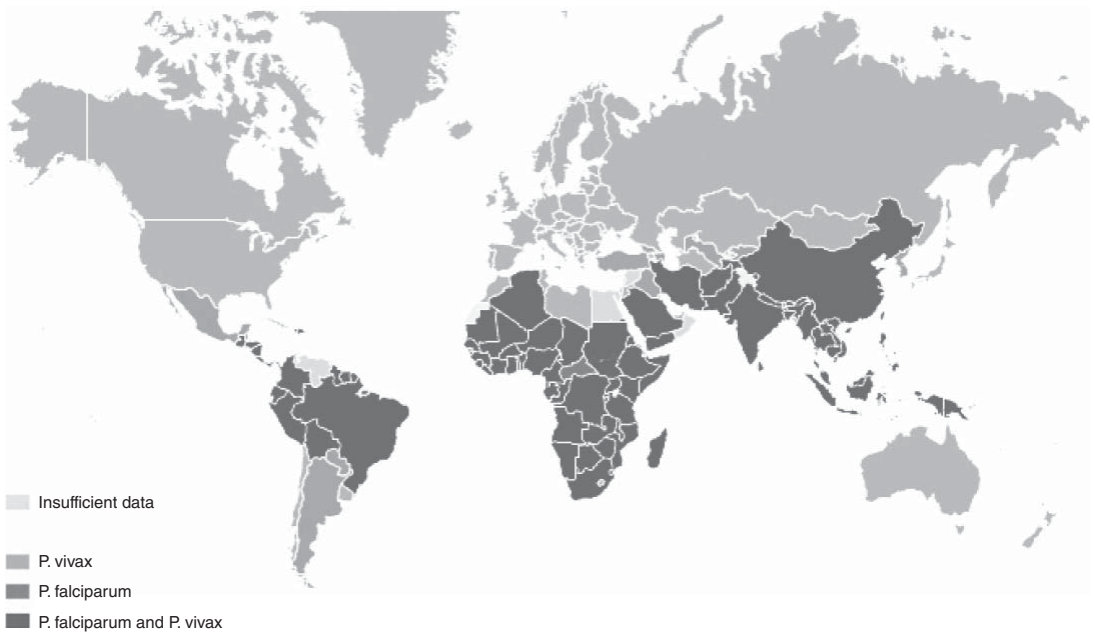 Insufficient data
P. vivax
P. falciparum
P. falciparum and P. vivax